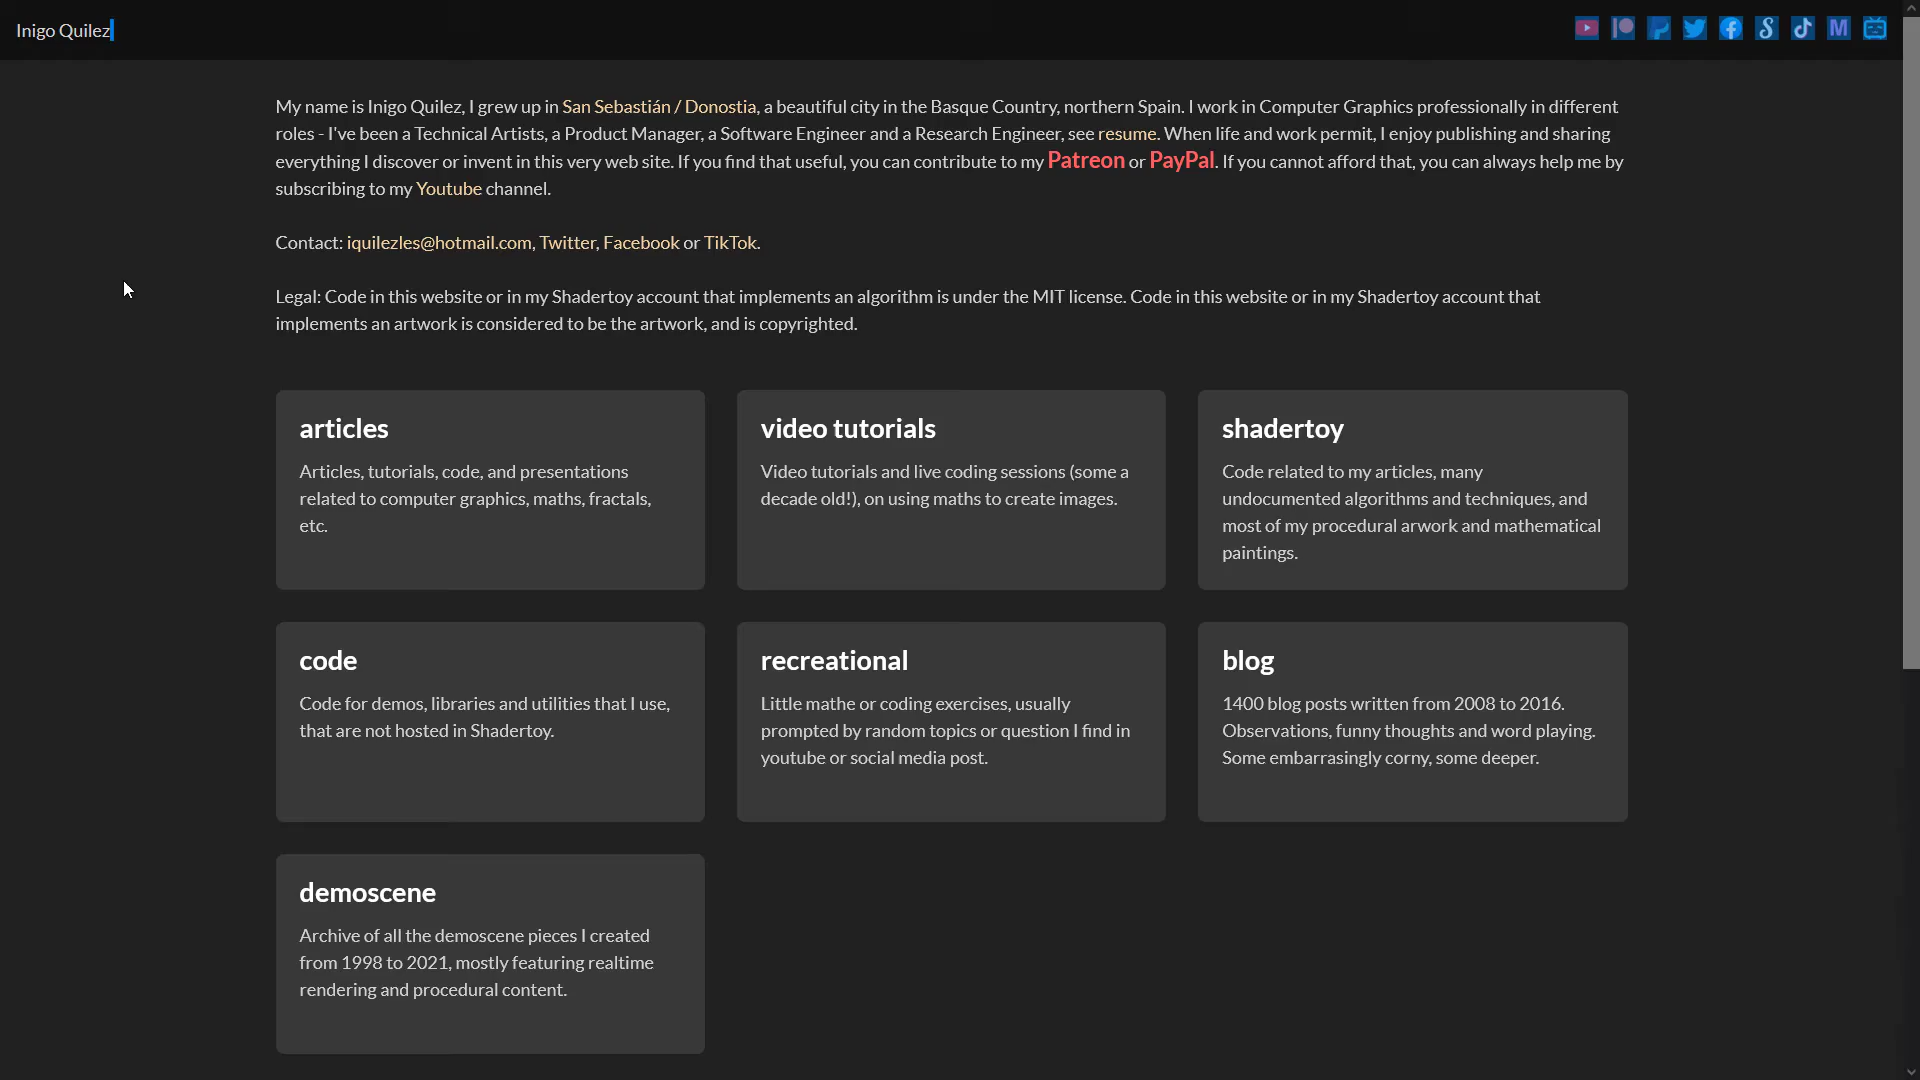 Inigo Quilez
My name is Inigo Quilez, I grew up in San Sebastián / Donostia, a beautiful city in the Basque Country, northern Spain. I work in Computer Graphics professionally in different
roles - I've been a Technical Artists, a Product Manager, a Software Engineer and a Research Engineer, see resume. When life and work permit, I enjoy publishing and sharing
everything I discover or invent in this very web site. If you find that useful, you can contribute to my Patreon or PayPal. If you cannot afford that, you can always help me by
subscribing to my Youtube channel.
Contact: iquilezles@hotmail.com, Twitter, Facebook or TikTok.
Legal: Code in this website or in my Shadertoy account that implements an algorithm is under the MIT license. Code in this website or in my Shadertoy account that
implements an artwork is considered to be the artwork, and is copyrighted.
articles
Articles, tutorials, code, and presentations
related to computer graphics, maths, fractals,
etc.
video tutorials
Video tutorials and live coding sessions (some a
decade old!), on using maths to create images.
shadertoy
Code related to my articles, many
undocumented algorithms and techniques, and
most of my procedural arwork and mathematical
paintings.
code
Code for demos, libraries and utilities that I use,
that are not hosted in Shadertoy.
recreational
Little mathe or coding exercises, usually
prompted by random topics or question I find in
youtube or social media post.
blog
1400 blog posts written from 2008 to 2016.
Observations, funny thoughts and word playing.
Some embarrasingly corny, some deeper.
demoscene
Archive of all the demoscene pieces I created
from 1998 to 2021, mostly featuring realtime
rendering and procedural content.